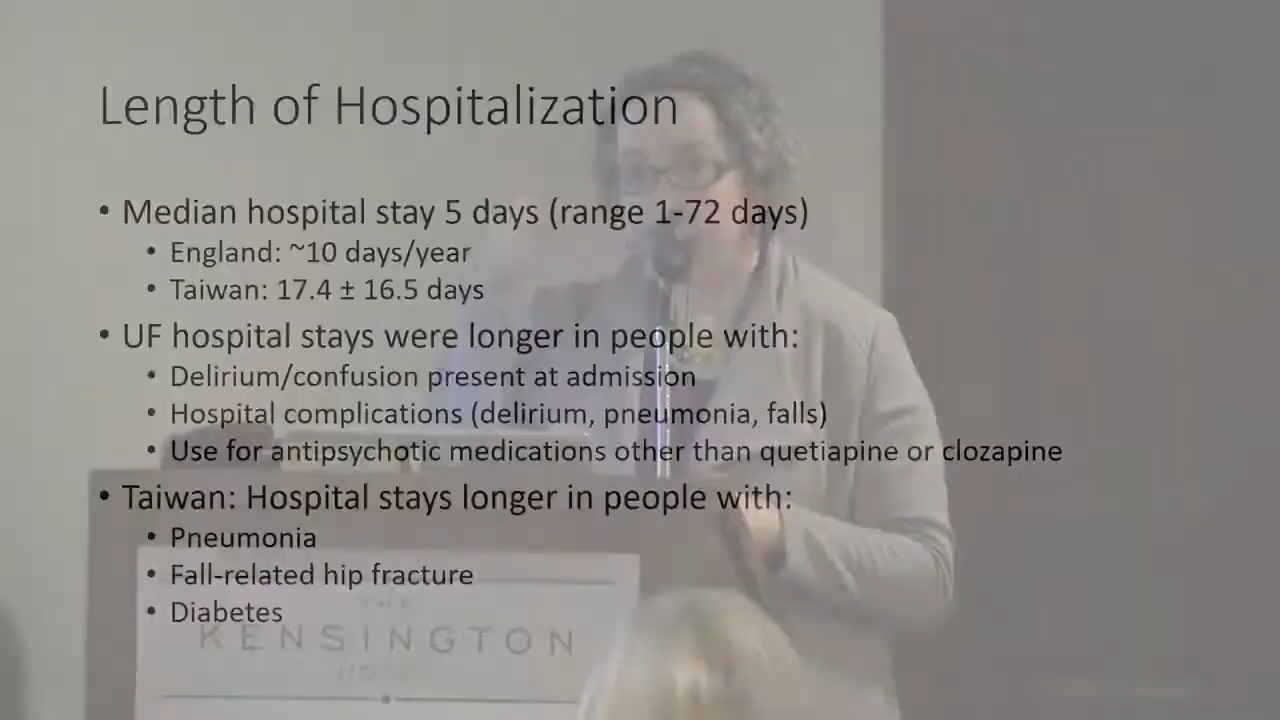 Length of Hospitalization
• Median hospital stay 5 days (range 1-72 days)
• England: ~10 days/year
• Taiwan: 17.4 ± 16.5 days
• UF hospital stays were longer in people with:
• Delirium/confusion present at admission
• Hospital complications (delirium, pneumonia, falls)
• Use for antipsychotic medications other than quetiapine or clozapine
• Taiwan: Hospital stays longer in people with:
• Pneumonia
• Fall-related hip fracture
• Diabetes
KENSINGTON